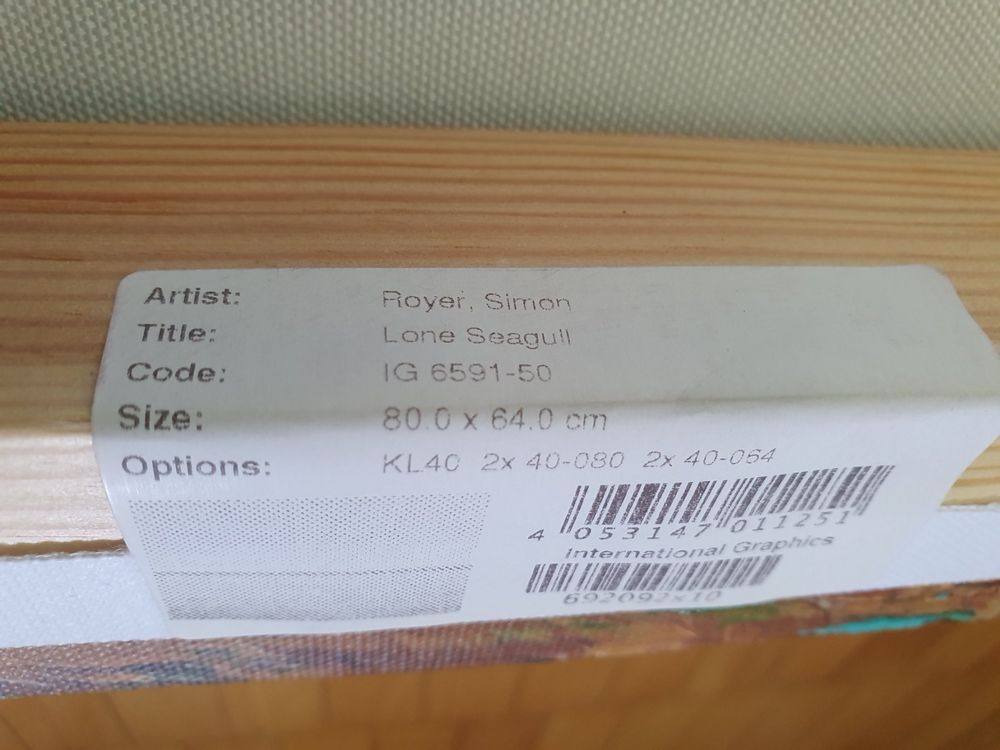 Artist: Royer, Simon
Title: Lone Seagull
Code: IG 6591-50
Size: 80.0 x 64.0 cm
Options: KL40 2x 40-080 2x 40-064
4 053147 011251
International Graphics
692092x10